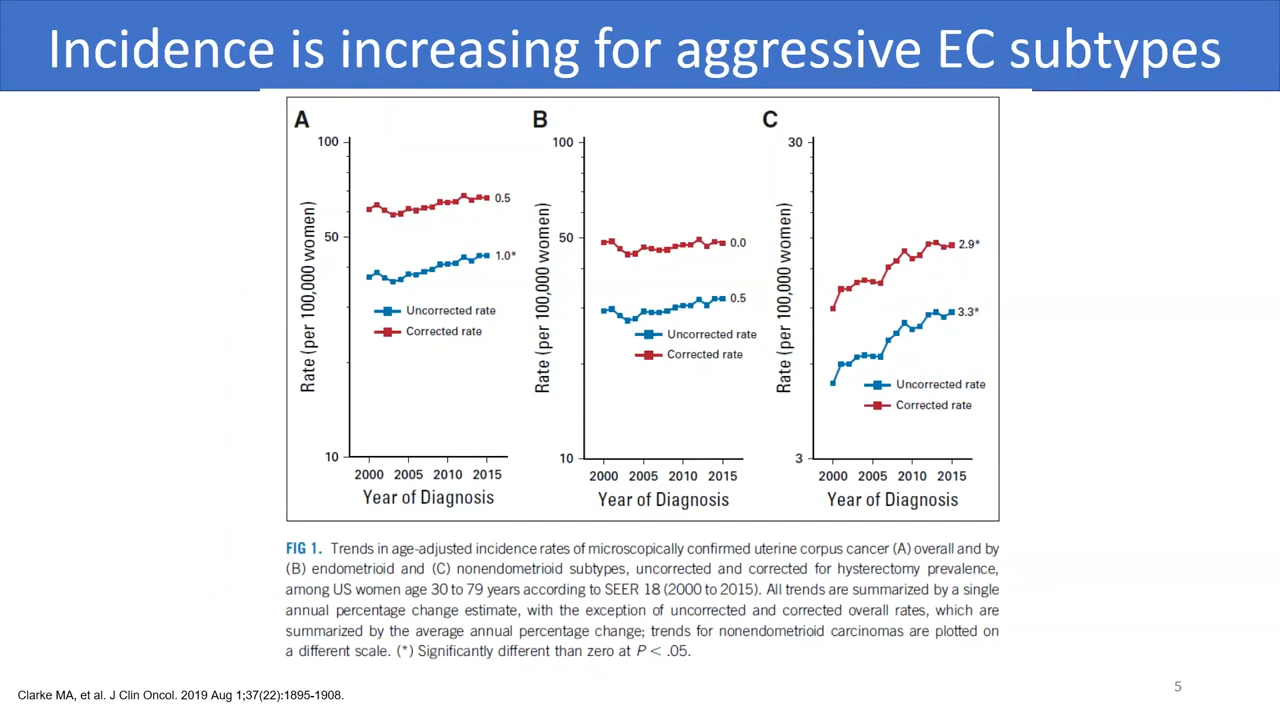 Incidence is increasing for aggressive EC subtypes
A
100
50
10
Rate (per 100,000 women)
0.5
1.0*
Uncorrected rate
Corrected rate
2000 2005 2010 2015
Year of Diagnosis
B
100
50
10
Rate (per 100,000 women)
0.0
0.5
Uncorrected rate
Corrected rate
2000 2005 2010 2015
Year of Diagnosis
C
30
3
Rate (per 100,000 women)
2.9*
3.3*
Uncorrected rate
Corrected rate
2000 2005 2010 2015
Year of Diagnosis
FIG 1. Trends in age-adjusted incidence rates of microscopically confirmed uterine corpus cancer (A) overall and by
(B) endometrioid and (C) nonendometrioid subtypes, uncorrected and corrected for hysterectomy prevalence,
among US women age 30 to 79 years according to SEER 18 (2000 to 2015). All trends are summarized by a single
annual percentage change estimate, with the exception of uncorrected and corrected overall rates, which are
summarized by the average annual percentage change; trends for nonendometrioid carcinomas are plotted on
a different scale. (*) Significantly different than zero at P < .05.
Clarke MA, et al. J Clin Oncol. 2019 Aug 1;37(22):1895-1908.
5